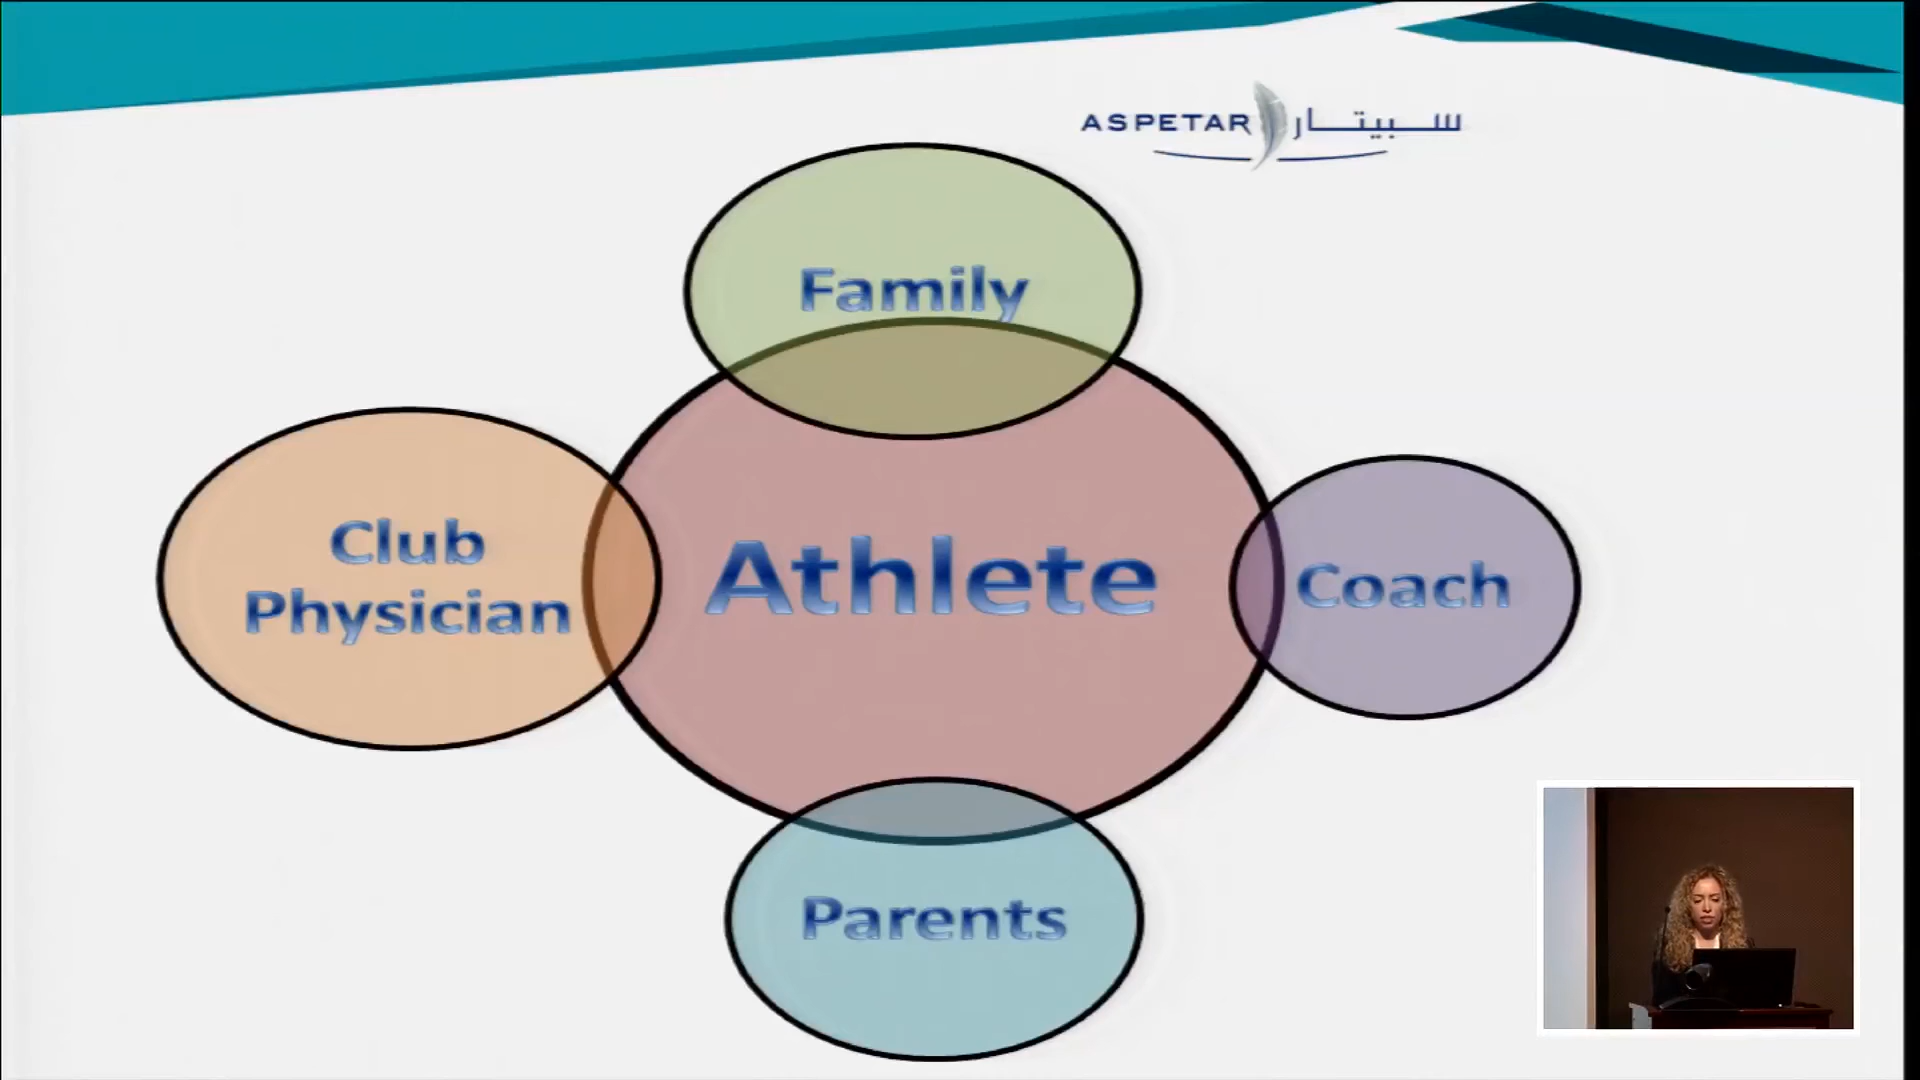 ASPETAR سبيتار
Family
Club
Physician
Athlete
Coach
Parents